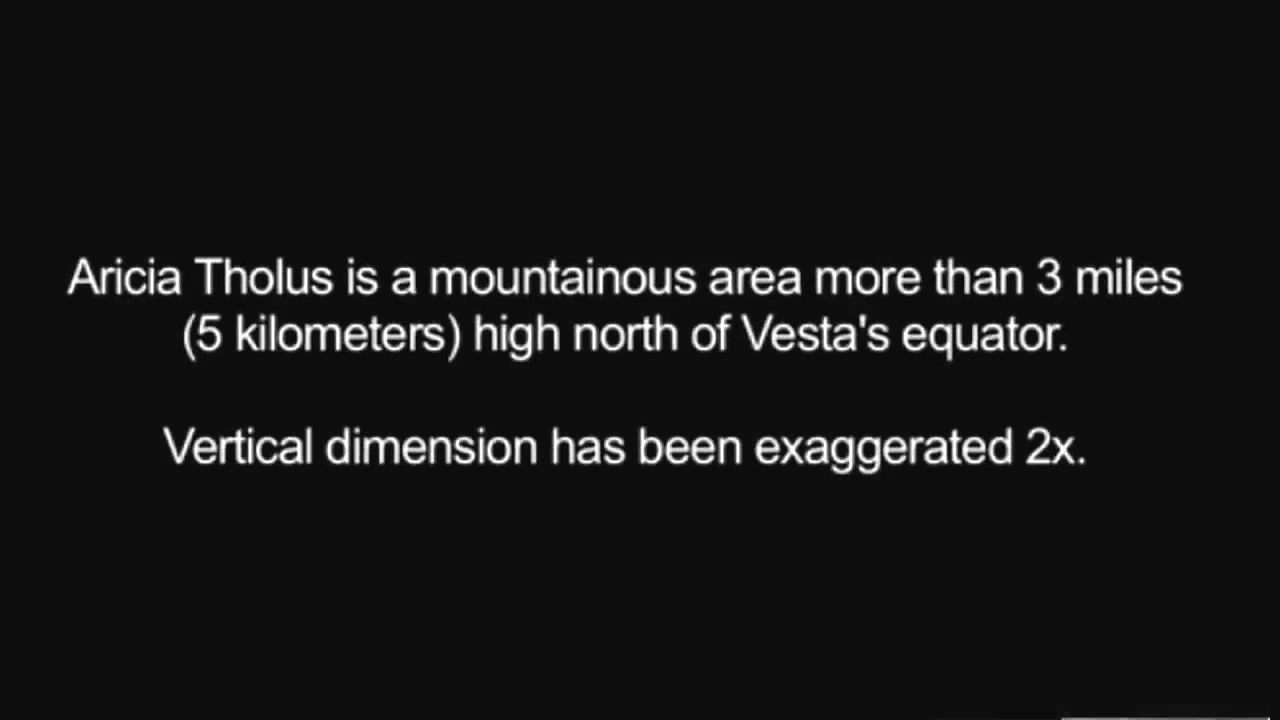 Aricia Tholus is a mountainous area more than 3 miles
(5 kilometers) high north of Vesta's equator.
Vertical dimension has been exaggerated 2x.